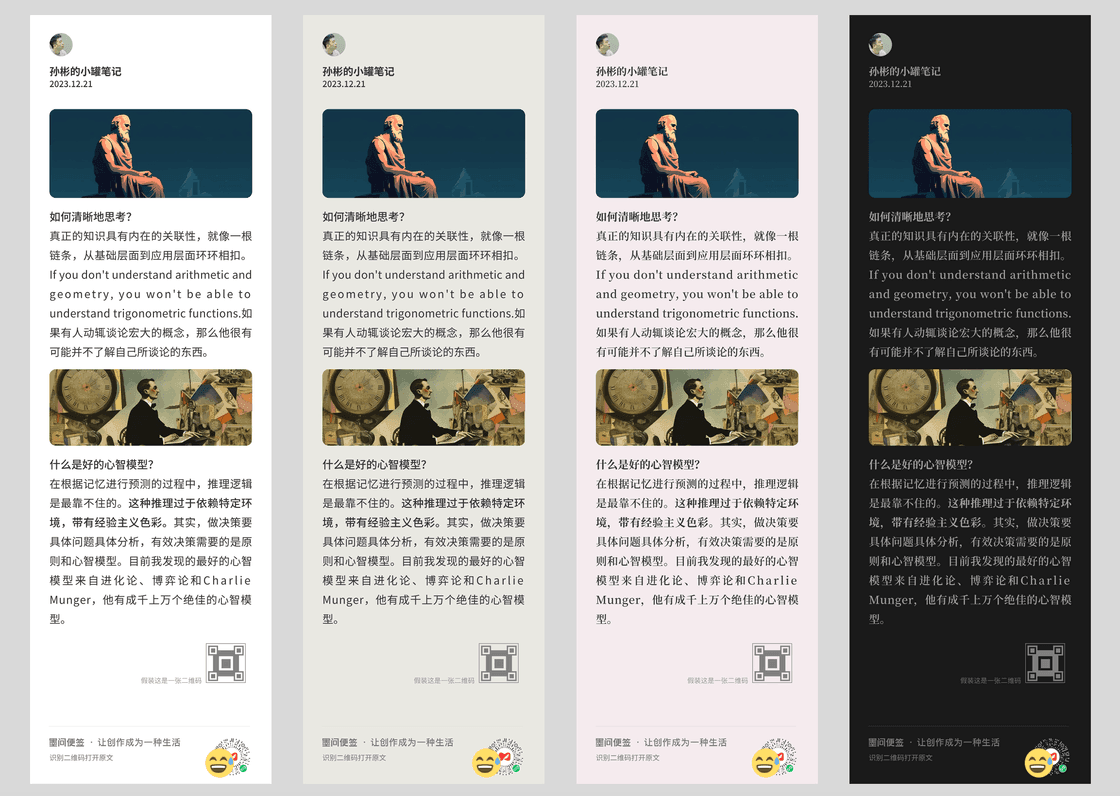 孙彬的小罐笔记
2023.12.21
如何清晰地思考？
真正的知识具有内在的关联性，就像一根
链条，从基础层面到应用层面环环相扣。
If you don't understand arithmetic and
geometry, you won't be able to
understand trigonometric functions.如
果有人动辄谈论宏大的概念，那么他很有
可能并不了解自己所谈论的东西。
什么是好的心智模型？
在根据记忆进行预测的过程中，推理逻辑
是最靠不住的。这种推理过于依赖特定环
境，带有经验主义色彩。其实，做决策要
具体问题具体分析，有效决策需要的是原
则和心智模型。目前我发现的最好的心智
模型来自进化论、博弈论和Charlie
Munger，他有成千上万个绝佳的心智模
型。
假装这是一张二维码
墨问便签 · 让创作成为一种生活
识别二维码打开原文
孙彬的小罐笔记
2023.12.21
如何清晰地思考？
真正的知识具有内在的关联性，就像一根
链条，从基础层面到应用层面环环相扣。
If you don't understand arithmetic and
geometry, you won't be able to
understand trigonometric functions.如
果有人动辄谈论宏大的概念，那么他很有
可能并不了解自己所谈论的东西。
什么是好的心智模型？
在根据记忆进行预测的过程中，推理逻辑
是最靠不住的。这种推理过于依赖特定环
境，带有经验主义色彩。其实，做决策要
具体问题具体分析，有效决策需要的是原
则和心智模型。目前我发现的最好的心智
模型来自进化论、博弈论和Charlie
Munger，他有成千上万个绝佳的心智模
型。
假装这是一张二维码
墨问便签 · 让创作成为一种生活
识别二维码打开原文
孙彬的小罐笔记
2023.12.21
如何清晰地思考？
真正的知识具有内在的关联性，就像一根
链条，从基础层面到应用层面环环相扣。
If you don't understand arithmetic
and geometry, you won't be able to
understand trigonometric functions.
如果有人动辄谈论宏大的概念，那么他很
有可能并不了解自己所谈论的东西。
什么是好的心智模型？
在根据记忆进行预测的过程中，推理逻辑
是最靠不住的。这种推理过于依赖特定环
境，带有经验主义色彩。其实，做决策要
具体问题具体分析，有效决策需要的是原
则和心智模型。目前我发现的最好的心智
模型来自进化论、博弈论和Charlie
Munger，他有成千上万个绝佳的心智模
型。
假装这是一张二维码
墨问便签 · 让创作成为一种生活
识别二维码打开原文
孙彬的小罐笔记
2023.12.21
如何清晰地思考？
真正的知识具有内在的关联性，就像一根
链条，从基础层面到应用层面环环相扣。
If you don't understand arithmetic
and geometry, you won't be able to
understand trigonometric functions.
如果有人动辄谈论宏大的概念，那么他很
有可能并不了解自己所谈论的东西。
什么是好的心智模型？
在根据记忆进行预测的过程中，推理逻辑
是最靠不住的。这种推理过于依赖特定环
境，带有经验主义色彩。其实，做决策要
具体问题具体分析，有效决策需要的是原
则和心智模型。目前我发现的最好的心智
模型来自进化论、博弈论和Charlie
Munger，他有成千上万个绝佳的心智模
型。
假装这是一张二维码
墨问便签 · 让创作成为一种生活
识别二维码打开原文